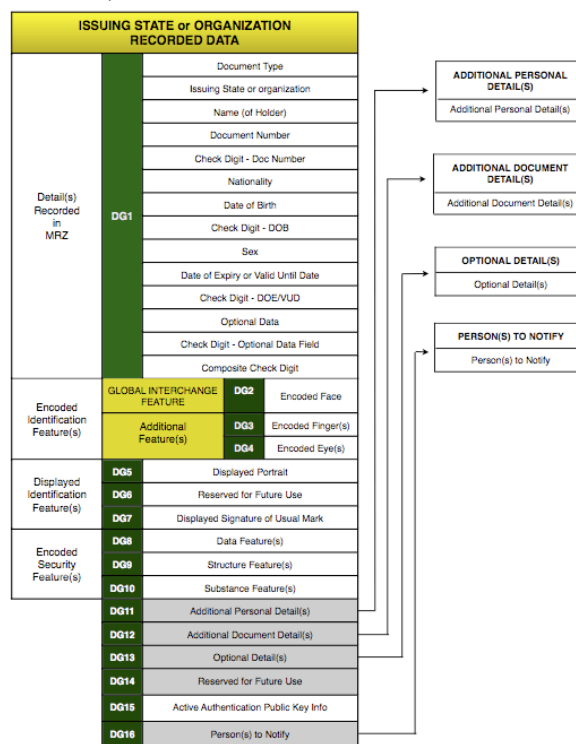 ISSUING STATE or ORGANIZATION
RECORDED DATA
Detail(s)
Recorded
in
MRZ
DG1
Document Type
Issuing State or organization
Name (of Holder)
Document Number
Check Digit - Doc Number
Nationality
Date of Birth
Check Digit - DOB
Sex
Date of Expiry or Valid Until Date
Check Digit - DOE/VUD
Optional Data
Check Digit - Optional Data Field
Composite Check Digit
Encoded
Identification
Feature(s)
GLOBAL INTERCHANGE
FEATURE
DG2
Encoded Face
Additional
Feature(s)
DG3
Encoded Finger(s)
DG4
Encoded Eye(s)
Displayed
Identification
Feature(s)
DG5
Displayed Portrait
DG6
Reserved for Future Use
DG7
Displayed Signature of Usual Mark
Encoded
Security
Feature(s)
DG8
Data Feature(s)
DG9
Structure Feature(s)
DG10
Substance Feature(s)
DG11
Additional Personal Detail(s)
DG12
Additional Document Detail(s)
DG13
Optional Detail(s)
DG14
Reserved for Future Use
DG15
Active Authentication Public Key Info
DG16
Person(s) to Notify
ADDITIONAL PERSONAL
DETAIL(S)
Additional Personal Detail(s)
ADDITIONAL DOCUMENT
DETAIL(S)
Additional Document Detail(s)
OPTIONAL DETAIL(S)
Optional Detail(s)
PERSON(S) TO NOTIFY
Person(s) to Notify